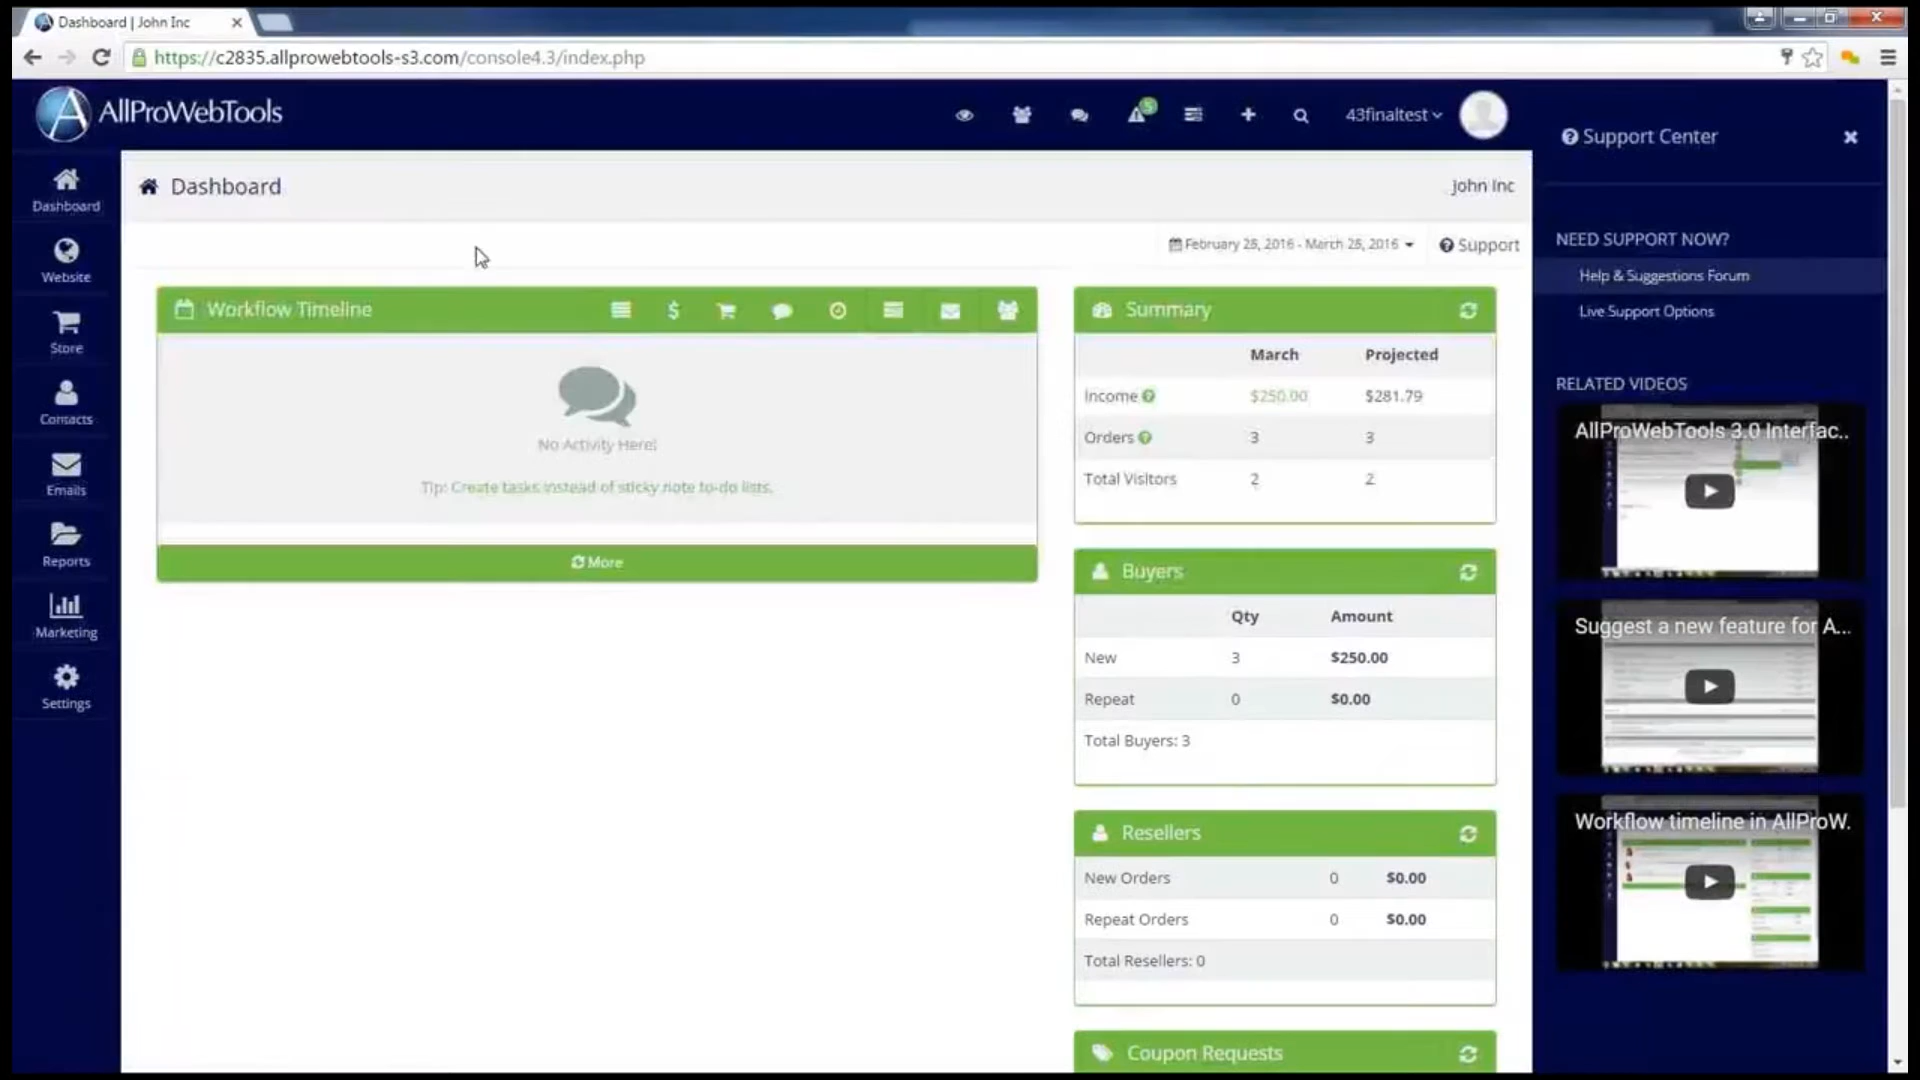 Dashboard | John Inc
https://c2835.allprowebtools-s3.com/console4.3/index.php
AllProWebTools
5
43finaltest
Support Center
Dashboard
Website
Store
Contacts
Emails
Reports
Marketing
Settings
Dashboard
John Inc
February 28, 2016 - March 28, 2016
Support
Workflow Timeline
No Activity Here!
Tip: Create tasks instead of sticky note to-do lists.
More
Summary
March Projected
Income $250.00 $281.79
Orders 3 3
Total Visitors 2 2
Buyers
Qty Amount
New 3 $250.00
Repeat 0 $0.00
Total Buyers: 3
Resellers
New Orders 0 $0.00
Repeat Orders 0 $0.00
Total Resellers: 0
Coupon Requests
NEED SUPPORT NOW?
Help & Suggestions Forum
Live Support Options
RELATED VIDEOS
AllProWebTools 3.0 Interfac..
Suggest a new feature for A...
Workflow timeline in AllProW.